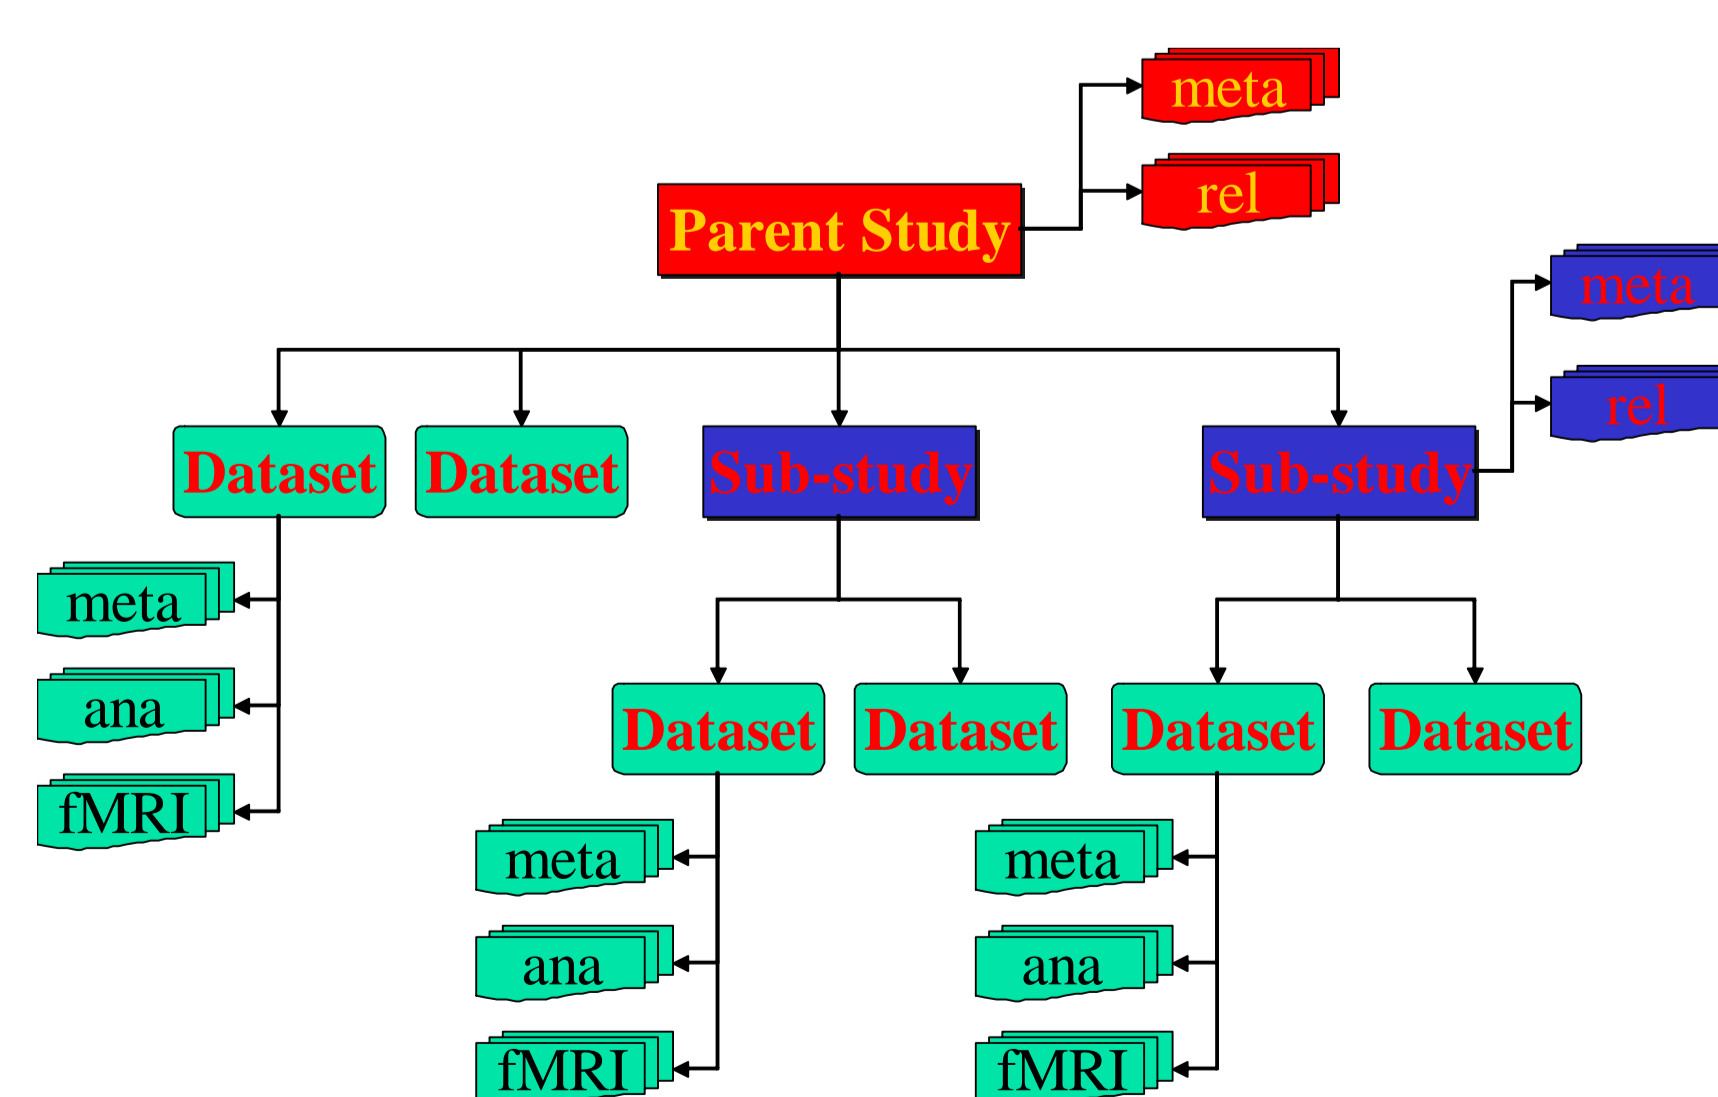 meta
rel
Parent Study
meta
rel
Dataset
Dataset
Sub-study
Sub-study
meta
ana
fMRI
Dataset
Dataset
Dataset
Dataset
meta
meta
ana
ana
fMRI
fMRI